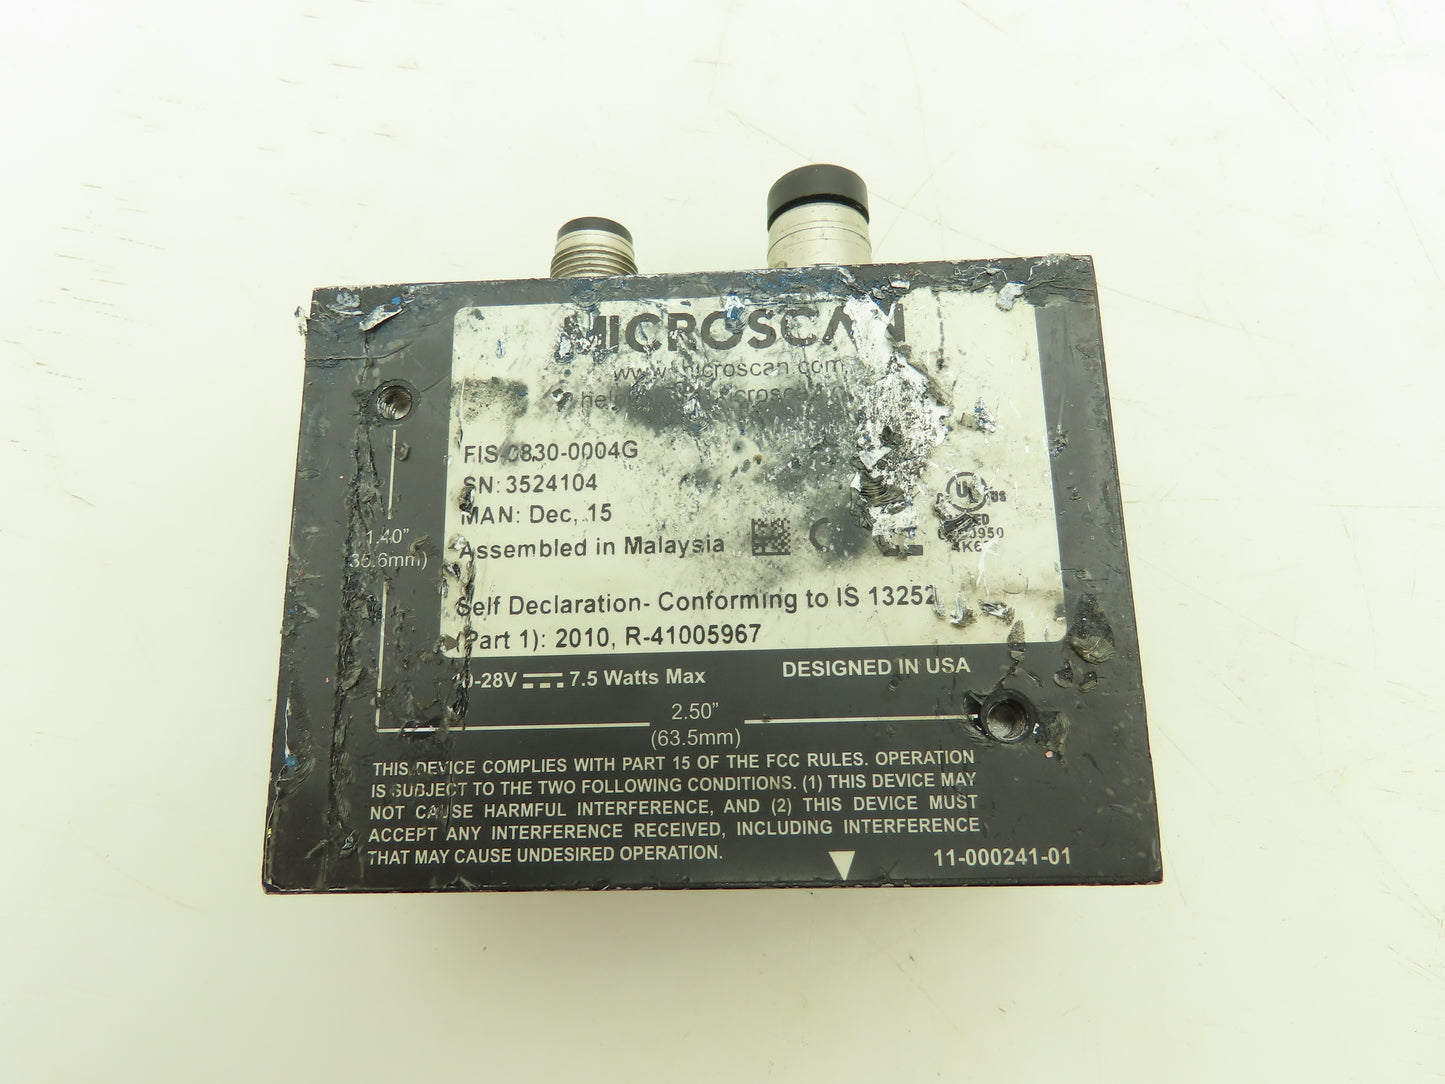 MICROSCAN
FIS-0830-0004G
SN: 3524104
MAN: Dec, 15
Assembled in Malaysia
UL US
Self Declaration- Conforming to IS 13252
(Part 1): 2010, R-41005967
7.5 Watts Max
DESIGNED IN USA
1.40"
2.50"
(63.5mm)
THIS DEVICE COMPLIES WITH PART 15 OF THE FCC RULES. OPERATION
IS SUBJECT TO THE TWO FOLLOWING CONDITIONS. (1) THIS DEVICE MAY
NOT CAUSE HARMFUL INTERFERENCE, AND (2) THIS DEVICE MUST
ACCEPT ANY INTERFERENCE RECEIVED, INCLUDING INTERFERENCE
THAT MAY CAUSE UNDESIRED OPERATION.
11-000241-01